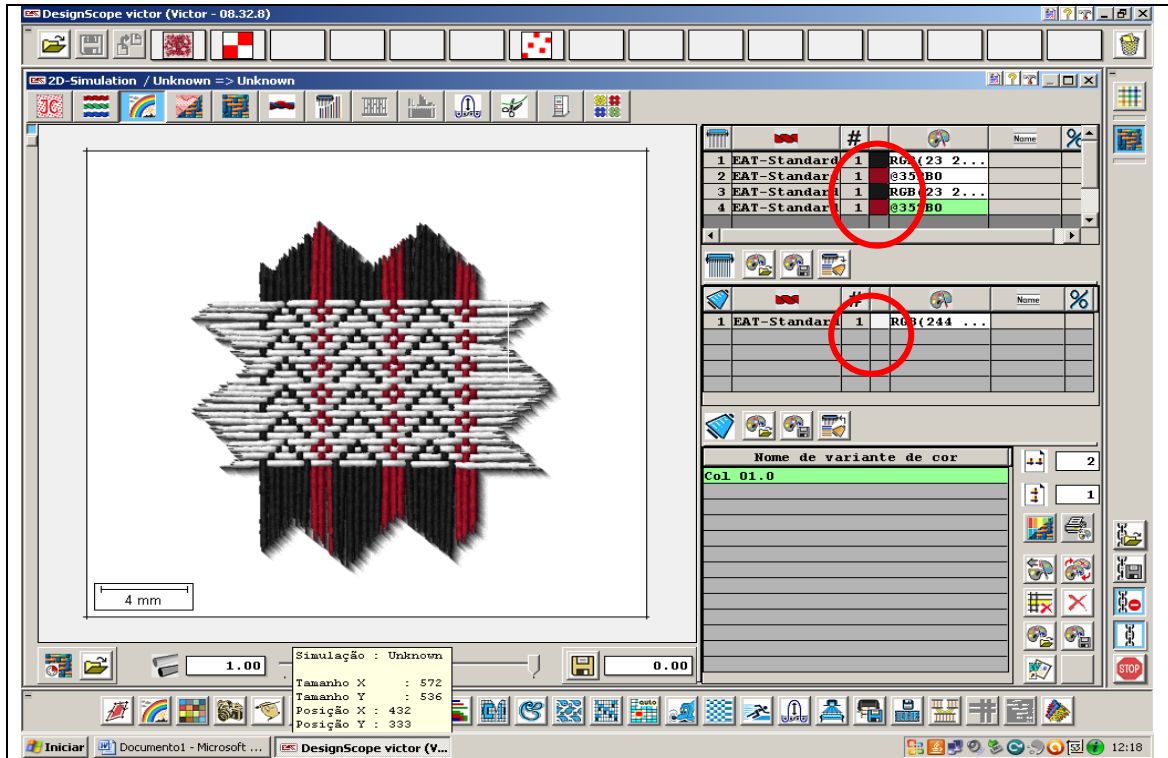 DesignScope victor (Victor - 08.32.8)
2D-Simulation / Unknown => Unknown
# Name %
1 EAT-Standard 1 RGB(23 2...
2 EAT-Standard 1 @352B0
3 EAT-Standard 1 RGB(23 2...
4 EAT-Standard 1 @352B0
# Name %
1 EAT-Standard 1 RGB(244 ...
Nome de variante de cor
Col 01.0
2
1
4 mm
1.00
0.00
Simulação : Unknown
Tamanho X : 572
Tamanho Y : 536
Posição X : 432
Posição Y : 333
auto
STOP
Iniciar
Documento1 - Microsoft ...
DesignScope victor (V...
12:18